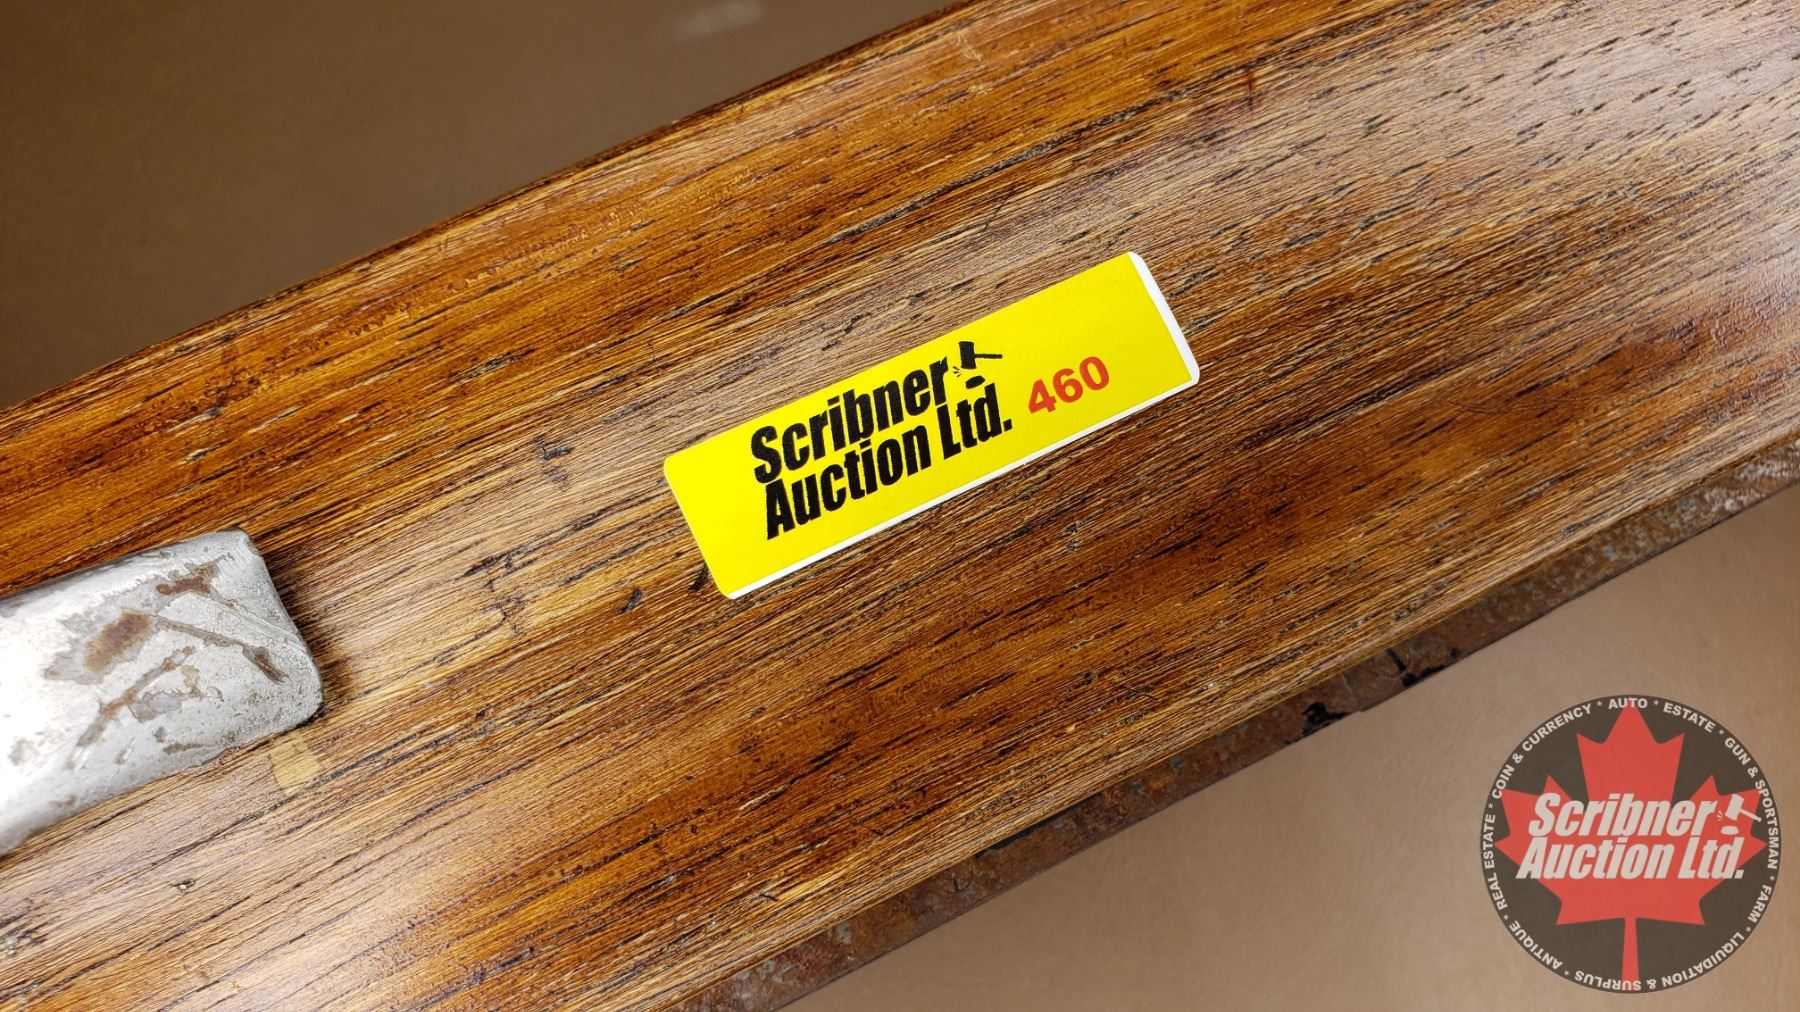 Scribner
Auction Ltd. 460
REAL ESTATE * COIN & CURRENCY * AUTO * ESTATE * GUN & SPORTSMAN * FARM * LIQUIDATION & SURPLUS * ANTIQUE *
Scribner
Auction Ltd.